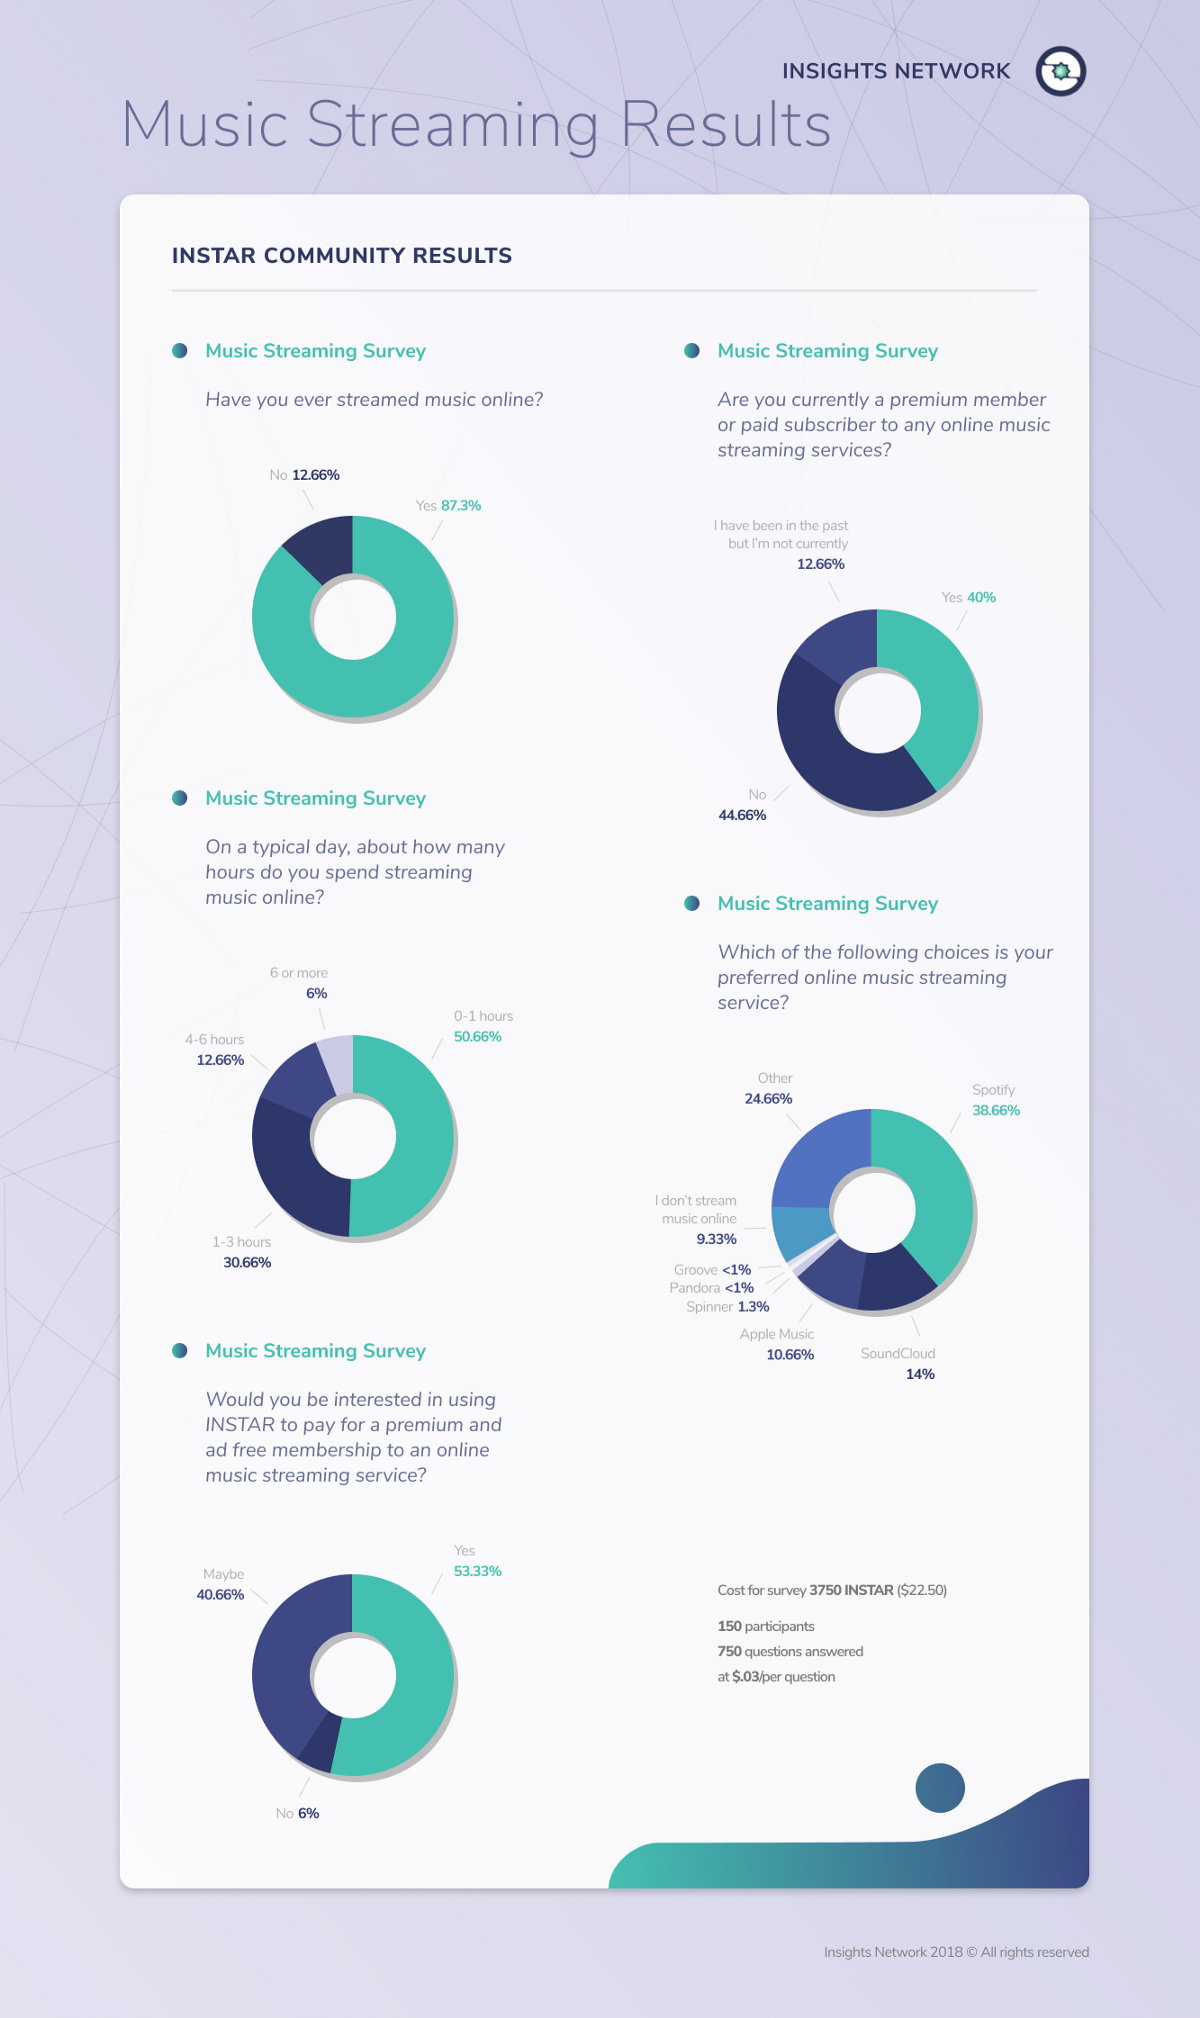 INSIGHTS NETWORK
Music Streaming Results
INSTAR COMMUNITY RESULTS
Music Streaming Survey
Have you ever streamed music online?
No 12.66%
Yes 87.3%
Music Streaming Survey
Are you currently a premium member
or paid subscriber to any online music
streaming services?
I have been in the past
but I'm not currently
12.66%
Yes 40%
No
44.66%
Music Streaming Survey
On a typical day, about how many
hours do you spend streaming
music online?
6 or more
6%
0-1 hours
50.66%
4-6 hours
12.66%
1-3 hours
30.66%
Music Streaming Survey
Which of the following choices is your
preferred online music streaming
service?
Other
24.66%
Spotify
38.66%
I don't stream
music online
9.33%
Groove <1%
Pandora <1%
Spinner 1.3%
Apple Music
10.66%
SoundCloud
14%
Music Streaming Survey
Would you be interested in using
INSTAR to pay for a premium and
ad free membership to an online
music streaming service?
Yes
53.33%
Maybe
40.66%
No 6%
Cost for survey 3750 INSTAR ($22.50)
150 participants
750 questions answered
at $.03/per question
Insights Network 2018 © All rights reserved